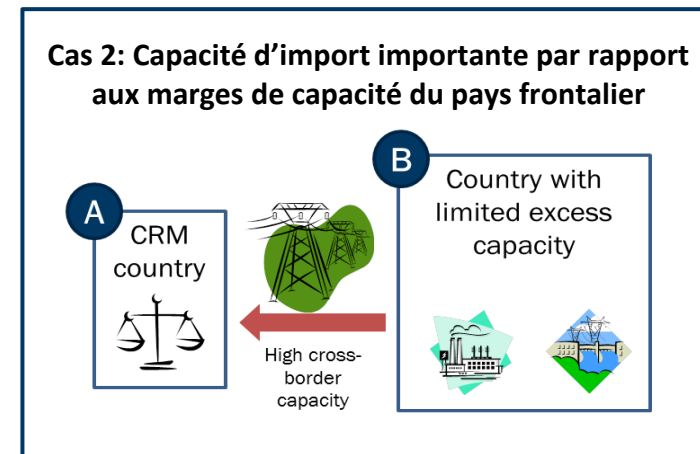 Cas 2: Capacité d’import importante par rapport
aux marges de capacité du pays frontalier
A
CRM
country
High cross-
border
capacity
B
Country with
limited excess
capacity